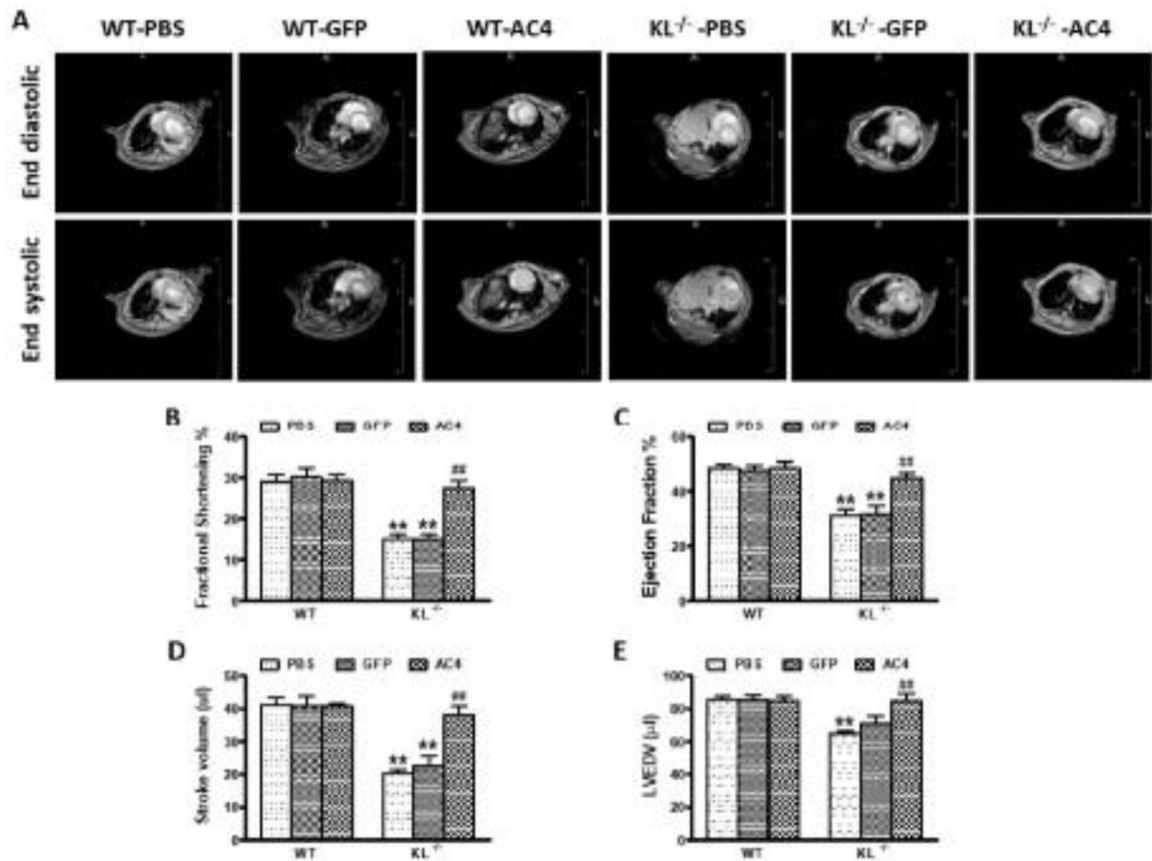 A
WT-PBS WT-GFP WT-AC4 KL-/--PBS KL-/--GFP KL-/--AC4
End diastolic
End systolic
B
PBS GFP AC4
Fractional Shortening %
40
30
20
10
0
** ** ##
WT KL-/-
C
PBS GFP AC4
Ejection Fraction %
60
40
20
0
** ** ##
WT KL-/-
D
PBS GFP AC4
Stroke volume (ul)
50
40
30
20
10
0
** ** ##
WT KL-/-
E
PBS GFP AC4
LVEDV (µl)
100
80
60
40
20
0
** ##
WT KL-/-